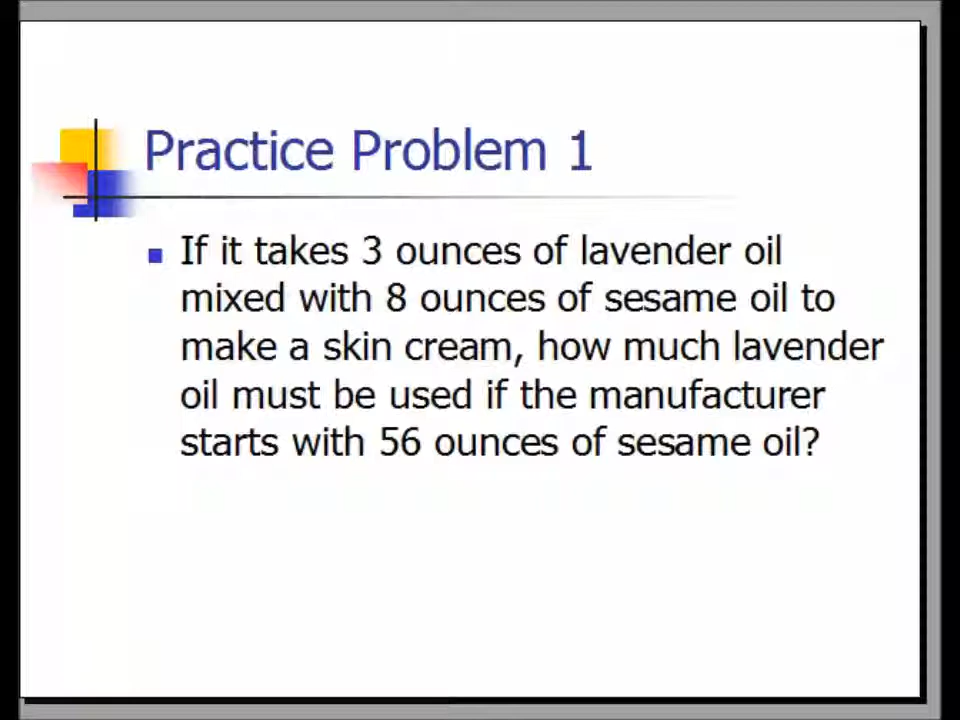 Practice Problem 1
If it takes 3 ounces of lavender oil
mixed with 8 ounces of sesame oil to
make a skin cream, how much lavender
oil must be used if the manufacturer
starts with 56 ounces of sesame oil?